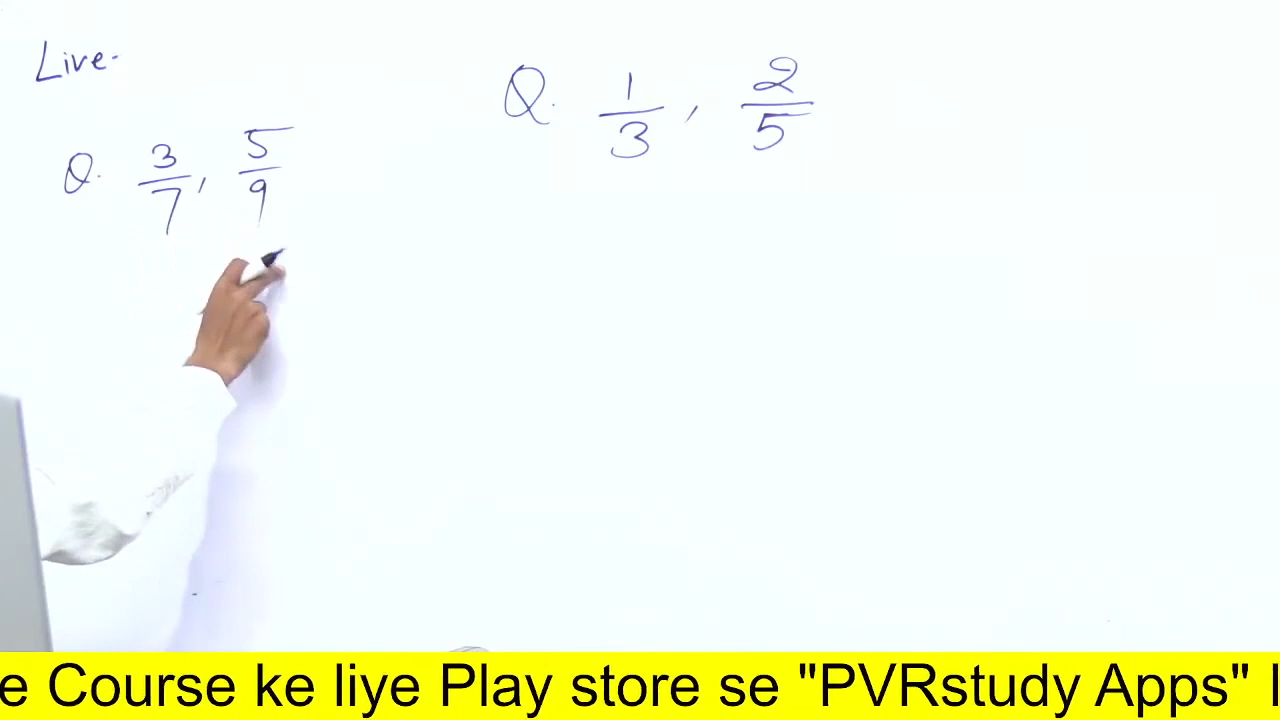 Live-
Q. 3/7, 5/9
Q. 1/3, 2/5
e Course ke liye Play store se "PVRstudy Apps"